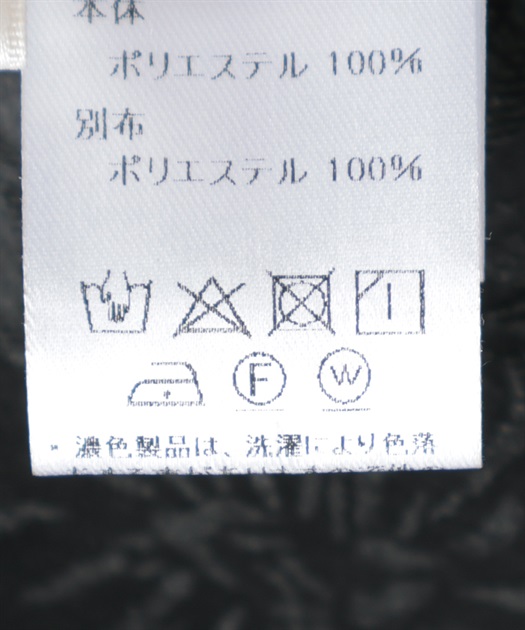 本体
ポリエステル 100%
別布
ポリエステル 100%
F W
・濃色製品は、洗濯により色落